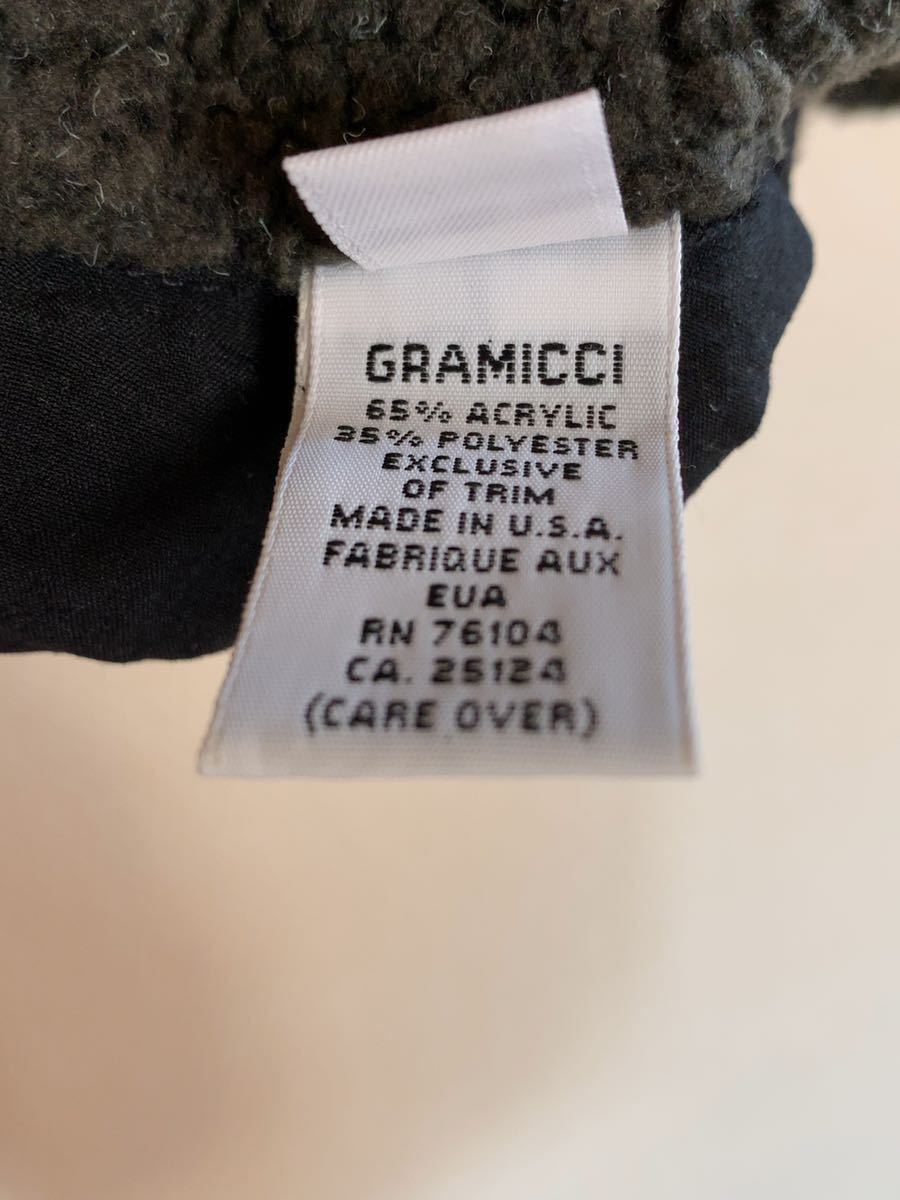 GRAMICCI
65% ACRYLIC
35% POLYESTER
EXCLUSIVE
OF TRIM
MADE IN U.S.A.
FABRIQUE AUX
EUA
RN 76104
CA. 25124
(CARE OVER)